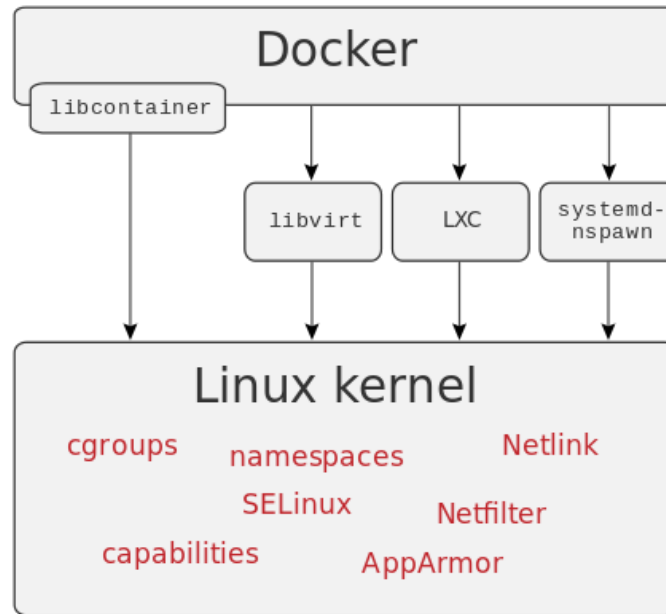 Docker
libcontainer
libvirt
LXC
systemd-
nspawn
Linux kernel
cgroups
namespaces
Netlink
SELinux
Netfilter
capabilities
AppArmor